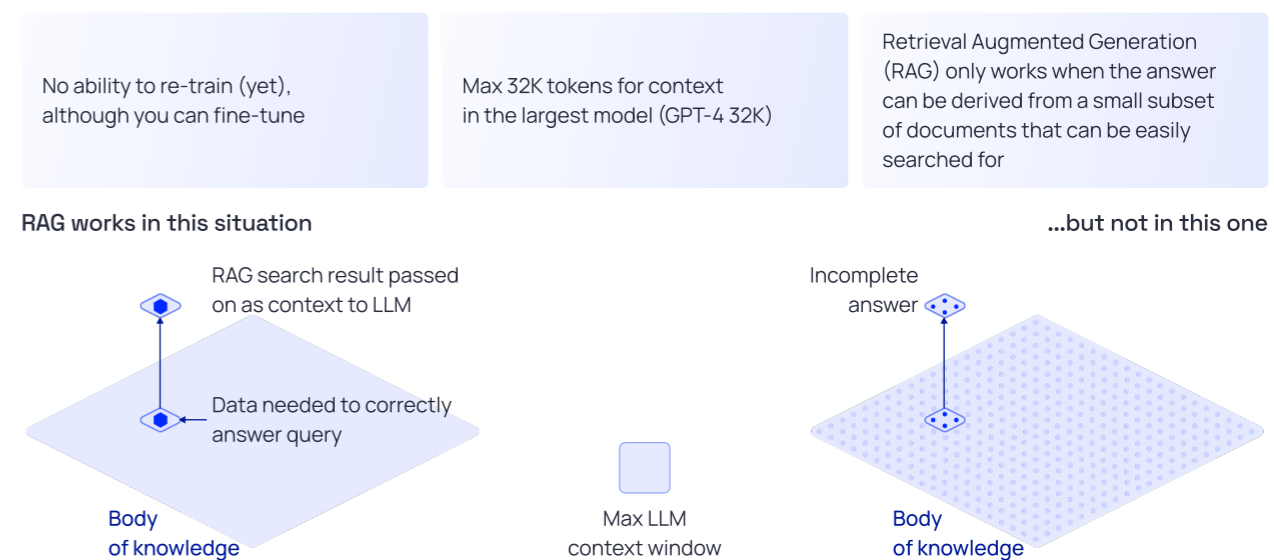 No ability to re-train (yet),
although you can fine-tune
Max 32K tokens for context
in the largest model (GPT-4 32K)
Retrieval Augmented Generation
(RAG) only works when the answer
can be derived from a small subset
of documents that can be easily
searched for
RAG works in this situation
...but not in this one
RAG search result passed
on as context to LLM
Data needed to correctly
answer query
Body
of knowledge
Max LLM
context window
Incomplete
answer
Body
of knowledge